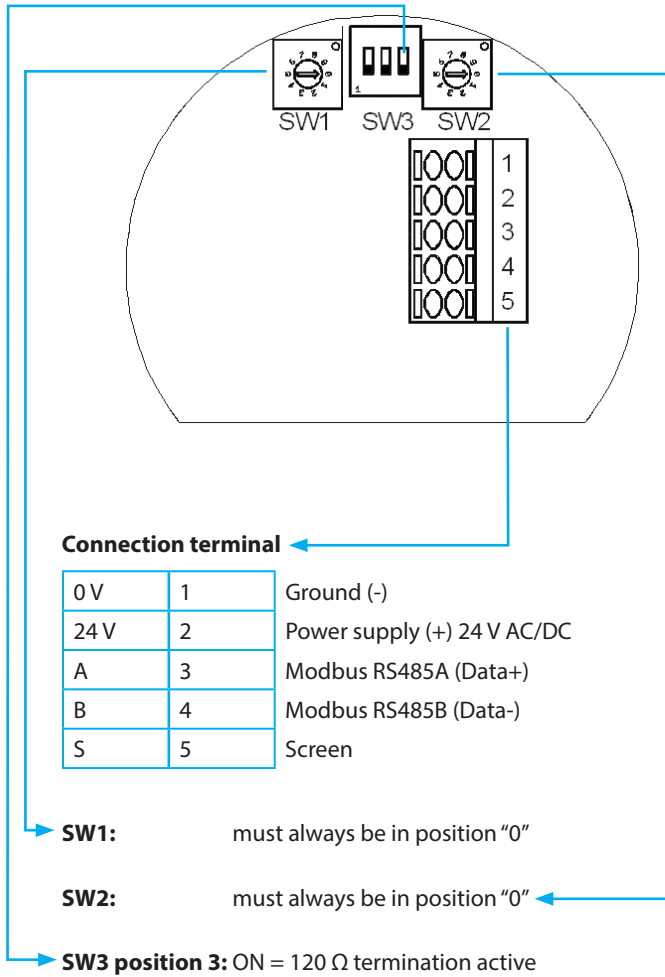 SW1 SW3 SW2
1
1
2
3
4
5
Connection terminal
0 V 1 Ground (-)
24 V 2 Power supply (+) 24 V AC/DC
A 3 Modbus RS485A (Data+)
B 4 Modbus RS485B (Data-)
S 5 Screen
SW1: must always be in position “0”
SW2: must always be in position “0”
SW3 position 3: ON = 120 Ω termination active